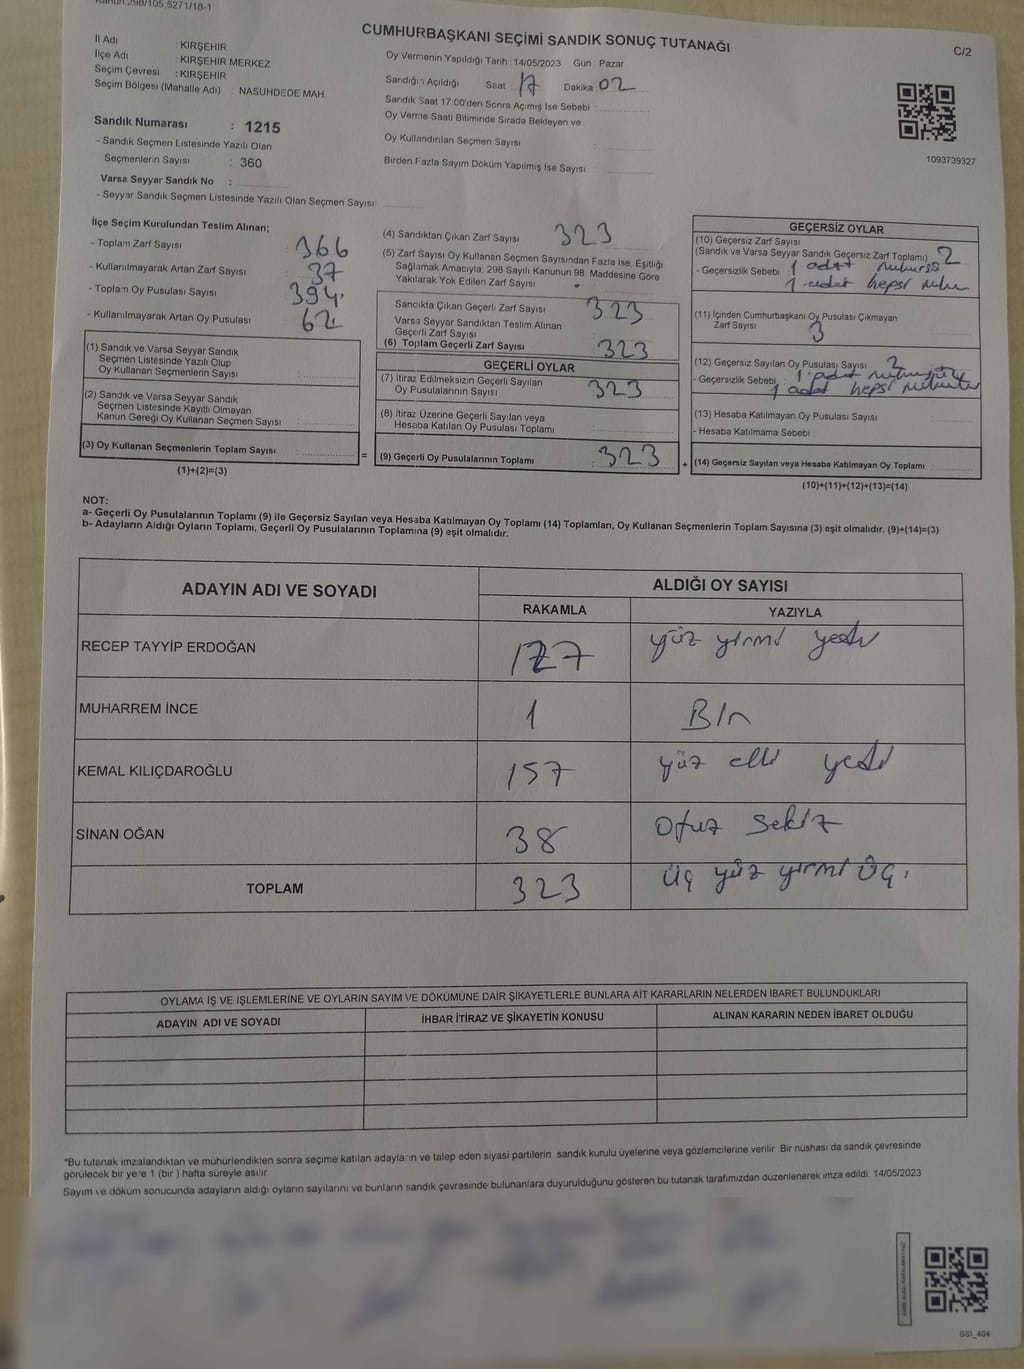 Kanun,298/105,5271/18-1
CUMHURBAŞKANI SEÇİMİ SANDIK SONUÇ TUTANAĞI
C/2
İl Adı : KIRŞEHİR
İlçe Adı : KIRŞEHİR MERKEZ
Seçim Çevresi : KIRŞEHİR
Seçim Bölgesi (Mahalle Adı) : NASUHDEDE MAH.
Oy Vermenin Yapıldığı Tarih : 14/05/2023 Gün : Pazar
Sandığın Açıldığı Saat : 17 Dakika 02
Sandık Saat 17:00'den Sonra Açımış İse Sebebi :
Oy Verme Saati Bitiminde Sırada Bekleyen ve
Oy Kullandırılan Seçmen Sayısı :
Birden Fazla Sayım Döküm Yapılmış İse Sayısı :
1093739327
Sandık Numarası : 1215
- Sandık Seçmen Listesinde Yazılı Olan
Seçmenlerin Sayısı : 360
Varsa Seyyar Sandık No :
- Seyyar Sandık Seçmen Listesinde Yazılı Olan Seçmen Sayısı:
İlçe Seçim Kurulundan Teslim Alınan;
- Toplam Zarf Sayısı 366
- Kullanılmayarak Artan Zarf Sayısı 37
- Toplam Oy Pusulası Sayısı 394
- Kullanılmayarak Artan Oy Pusulası 62
(1) Sandık ve Varsa Seyyar Sandık
Seçmen Listesinde Yazılı Olup
Oy Kullanan Seçmenlerin Sayısı :
(2) Sandık ve Varsa Seyyar Sandık
Seçmen Listesinde Kayıtlı Olmayan
Kanun Gereği Oy Kullanan Seçmen Sayısı :
(3) Oy Kullanan Seçmenlerin Toplam Sayısı :
(1)+(2)=(3)
(4) Sandıktan Çıkan Zarf Sayısı 323
(5) Zarf Sayısı Oy Kullanan Seçmen Sayısından Fazla İse, Eşitliği
Sağlamak Amacıyla; 298 Sayılı Kanunun 98. Maddesine Göre
Yakılarak Yok Edilen Zarf Sayısı :
Sandıkta Çıkan Geçerli Zarf Sayısı 323
Varsa Seyyar Sandıktan Teslim Alınan
Geçerli Zarf Sayısı
(6) Toplam Geçerli Zarf Sayısı 323
GEÇERLİ OYLAR
(7) İtiraz Edilmeksizin Geçerli Sayılan
Oy Pusulalarının Sayısı : 323
(8) İtiraz Üzerine Geçerli Sayılan veya
Hesaba Katılan Oy Pusulası Toplamı :
= (9) Geçerli Oy Pusulalarının Toplamı : 323
GEÇERSİZ OYLAR
(10) Geçersiz Zarf Sayısı
(Sandık ve Varsa Seyyar Sandık Geçersiz Zarf Toplamı) 2
- Geçersizlik Sebebi 1 adet
1 adet hepsi
(11) İçinden Cumhurbaşkanı Oy Pusulası Çıkmayan
Zarf Sayısı 3
(12) Geçersiz Sayılan Oy Pusulası Sayısı 2
- Geçersizlik Sebebi 1 adet
1 adet hepsi
(13) Hesaba Katılmayan Oy Pusulası Sayısı
- Hesaba Katılmama Sebebi
+ (14) Geçersiz Sayılan veya Hesaba Katılmayan Oy Toplamı :
(10)+(11)+(12)+(13)=(14)
NOT:
a- Geçerli Oy Pusulalarının Toplamı (9) ile Geçersiz Sayılan veya Hesaba Katılmayan Oy Toplamı (14) Toplamları, Oy Kullanan Seçmenlerin Toplam Sayısına (3) eşit olmalıdır. (9)+(14)=(3)
b- Adayların Aldığı Oyların Toplamı, Geçerli Oy Pusulalarının Toplamına (9) eşit olmalıdır.
ADAYIN ADI VE SOYADI
ALDIĞI OY SAYISI
RAKAMLA YAZIYLA
RECEP TAYYİP ERDOĞAN 127 yüz yirmi yedi
MUHARREM İNCE 1 Bir
KEMAL KILIÇDAROĞLU 157 yüz elli yedi
SİNAN OĞAN 38 Otuz Sekiz
TOPLAM 323 üç yüz yirmi üç.
OYLAMA İŞ VE İŞLEMLERİNE VE OYLARIN SAYIM VE DÖKÜMÜNE DAİR ŞİKAYETLERLE BUNLARA AİT KARARLARIN NELERDEN İBARET BULUNDUKLARI
ADAYIN ADI VE SOYADI İHBAR İTİRAZ VE ŞİKAYETİN KONUSU ALINAN KARARIN NEDEN İBARET OLDUĞU
*Bu tutanak imzalandıktan ve mühürlendikten sonra seçime katılan adayların ve talep eden siyasi partilerin sandık kurulu üyelerine veya gözlemcilerine verilir. Bir nüshası da sandık çevresinde
görülecek bir yere 1 (bir ) hafta süreyle asılır.
Sayım ve döküm sonucunda adayların aldığı oyların sayılarını ve bunların sandık çevresinde bulunanlara duyurulduğunu gösteren bu tutanak tarafımızdan düzenlenerek imza edildi. 14/05/2023
SSI_404